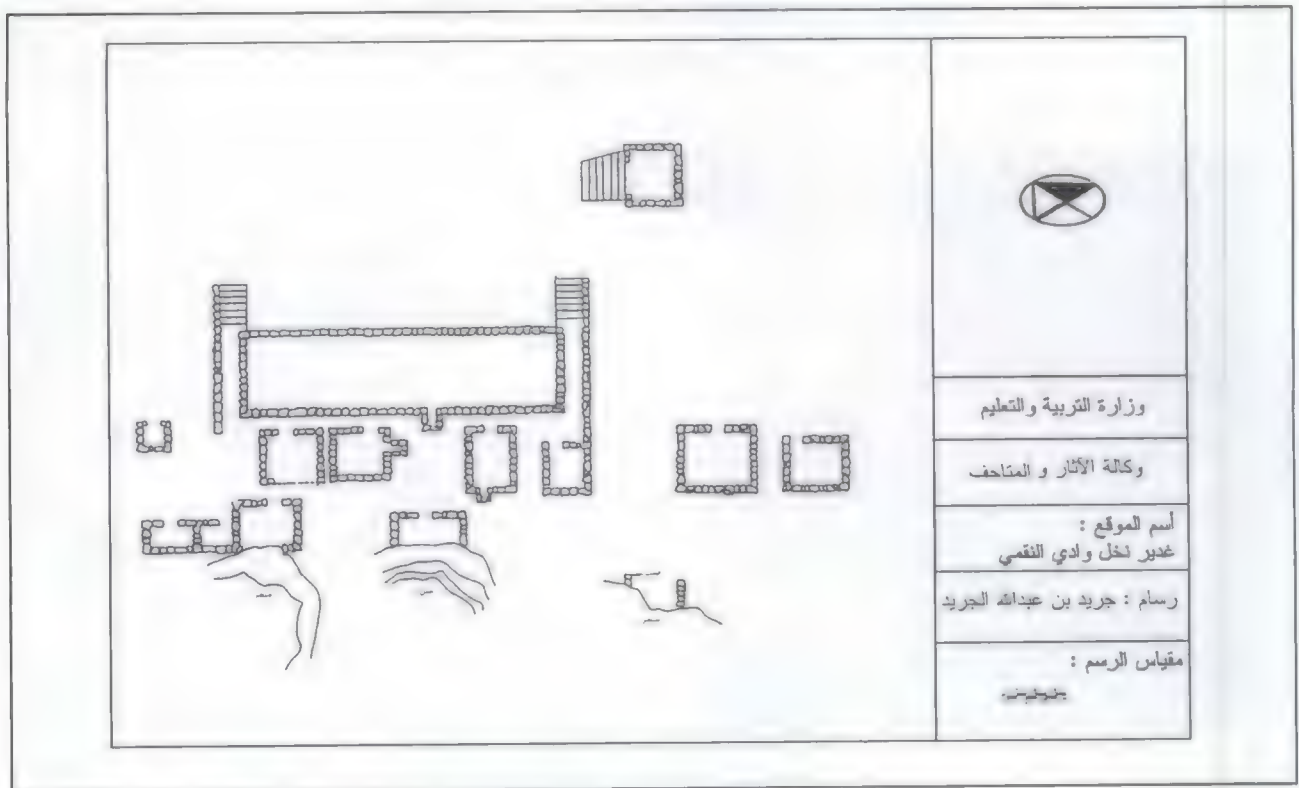 وزارة التربية والتعليم
وكالة الآثار و المتاحف
أسم الموقع :
غدير نخل وادي النقمي
رسام : جريد بن عبدالله الجريد
مقياس الرسم :